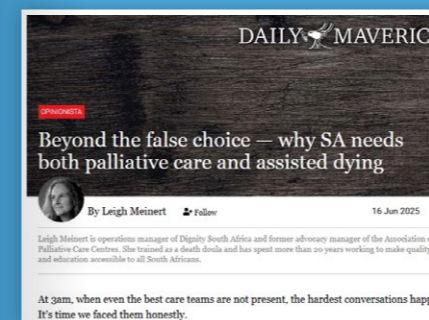 DAILY MAVERIC
OPINIONISTA
Beyond the false choice — why SA needs
both palliative care and assisted dying
By Leigh Meinert Follow 16 Jun 2025
Leigh Meinert is operations manager of Dignity South Africa and former advocacy manager of the Association o
Palliative Care Centres. She trained as a death doula and has spent more than 20 years working to make quality
and education accessible to all South Africans.
At 3am, when even the best care teams are not present, the hardest conversations happ
It's time we faced them honestly.